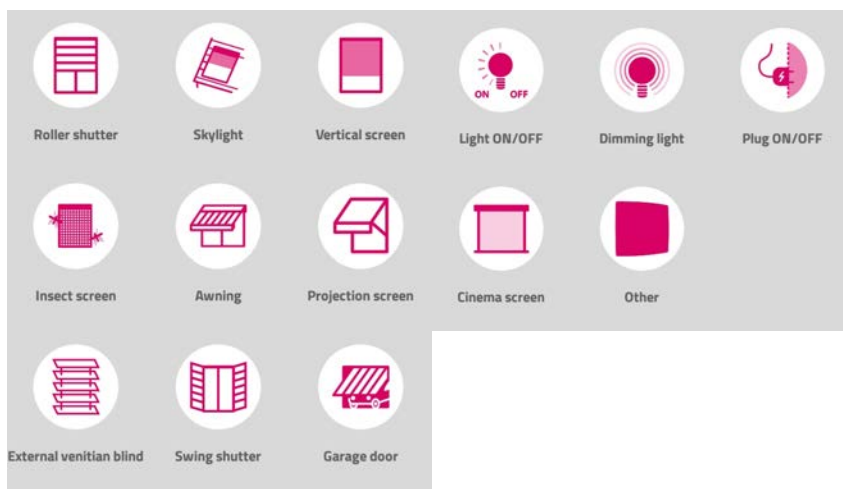 ON OFF
Roller shutter
Skylight
Vertical screen
Light ON/OFF
Dimming light
Plug ON/OFF
Insect screen
Awning
Projection screen
Cinema screen
Other
External venitian blind
Swing shutter
Garage door